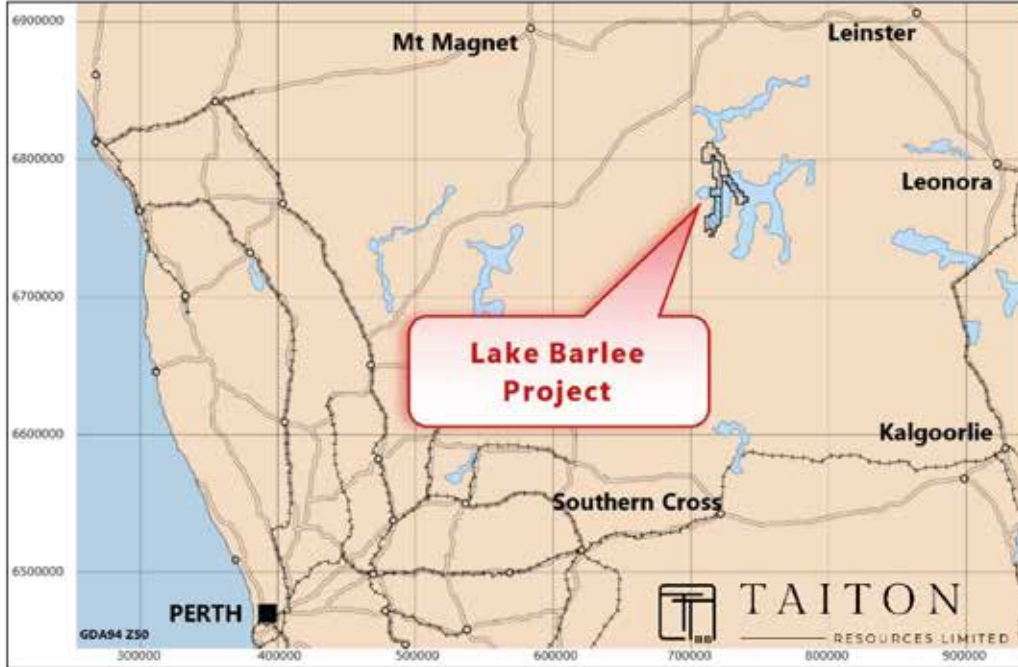 6900000
Mt Magnet
Leinster
6800000
Leonora
6700000
Lake Barlee
Project
6600000
Kalgoorlie
Southern Cross
6500000
PERTH
GDA94 Z50
TAITON
RESOURCES LIMITED
300000 400000 500000 600000 700000 800000 900000